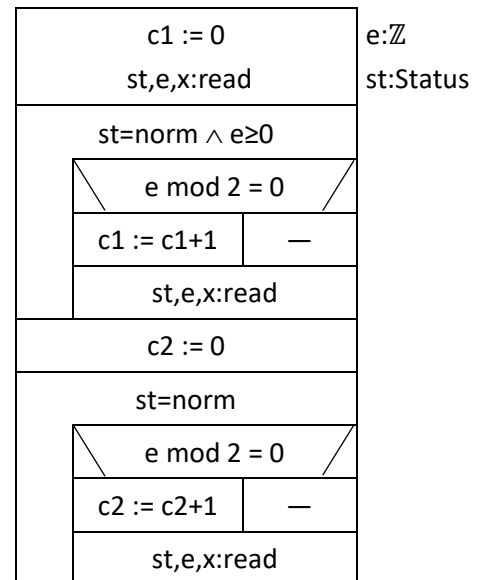 c1 := 0 e:ℤ
st,e,x:read st:Status
st=norm ∧ e≥0
e mod 2 = 0
c1 := c1+1 —
st,e,x:read
c2 := 0
st=norm
e mod 2 = 0
c2 := c2+1 —
st,e,x:read